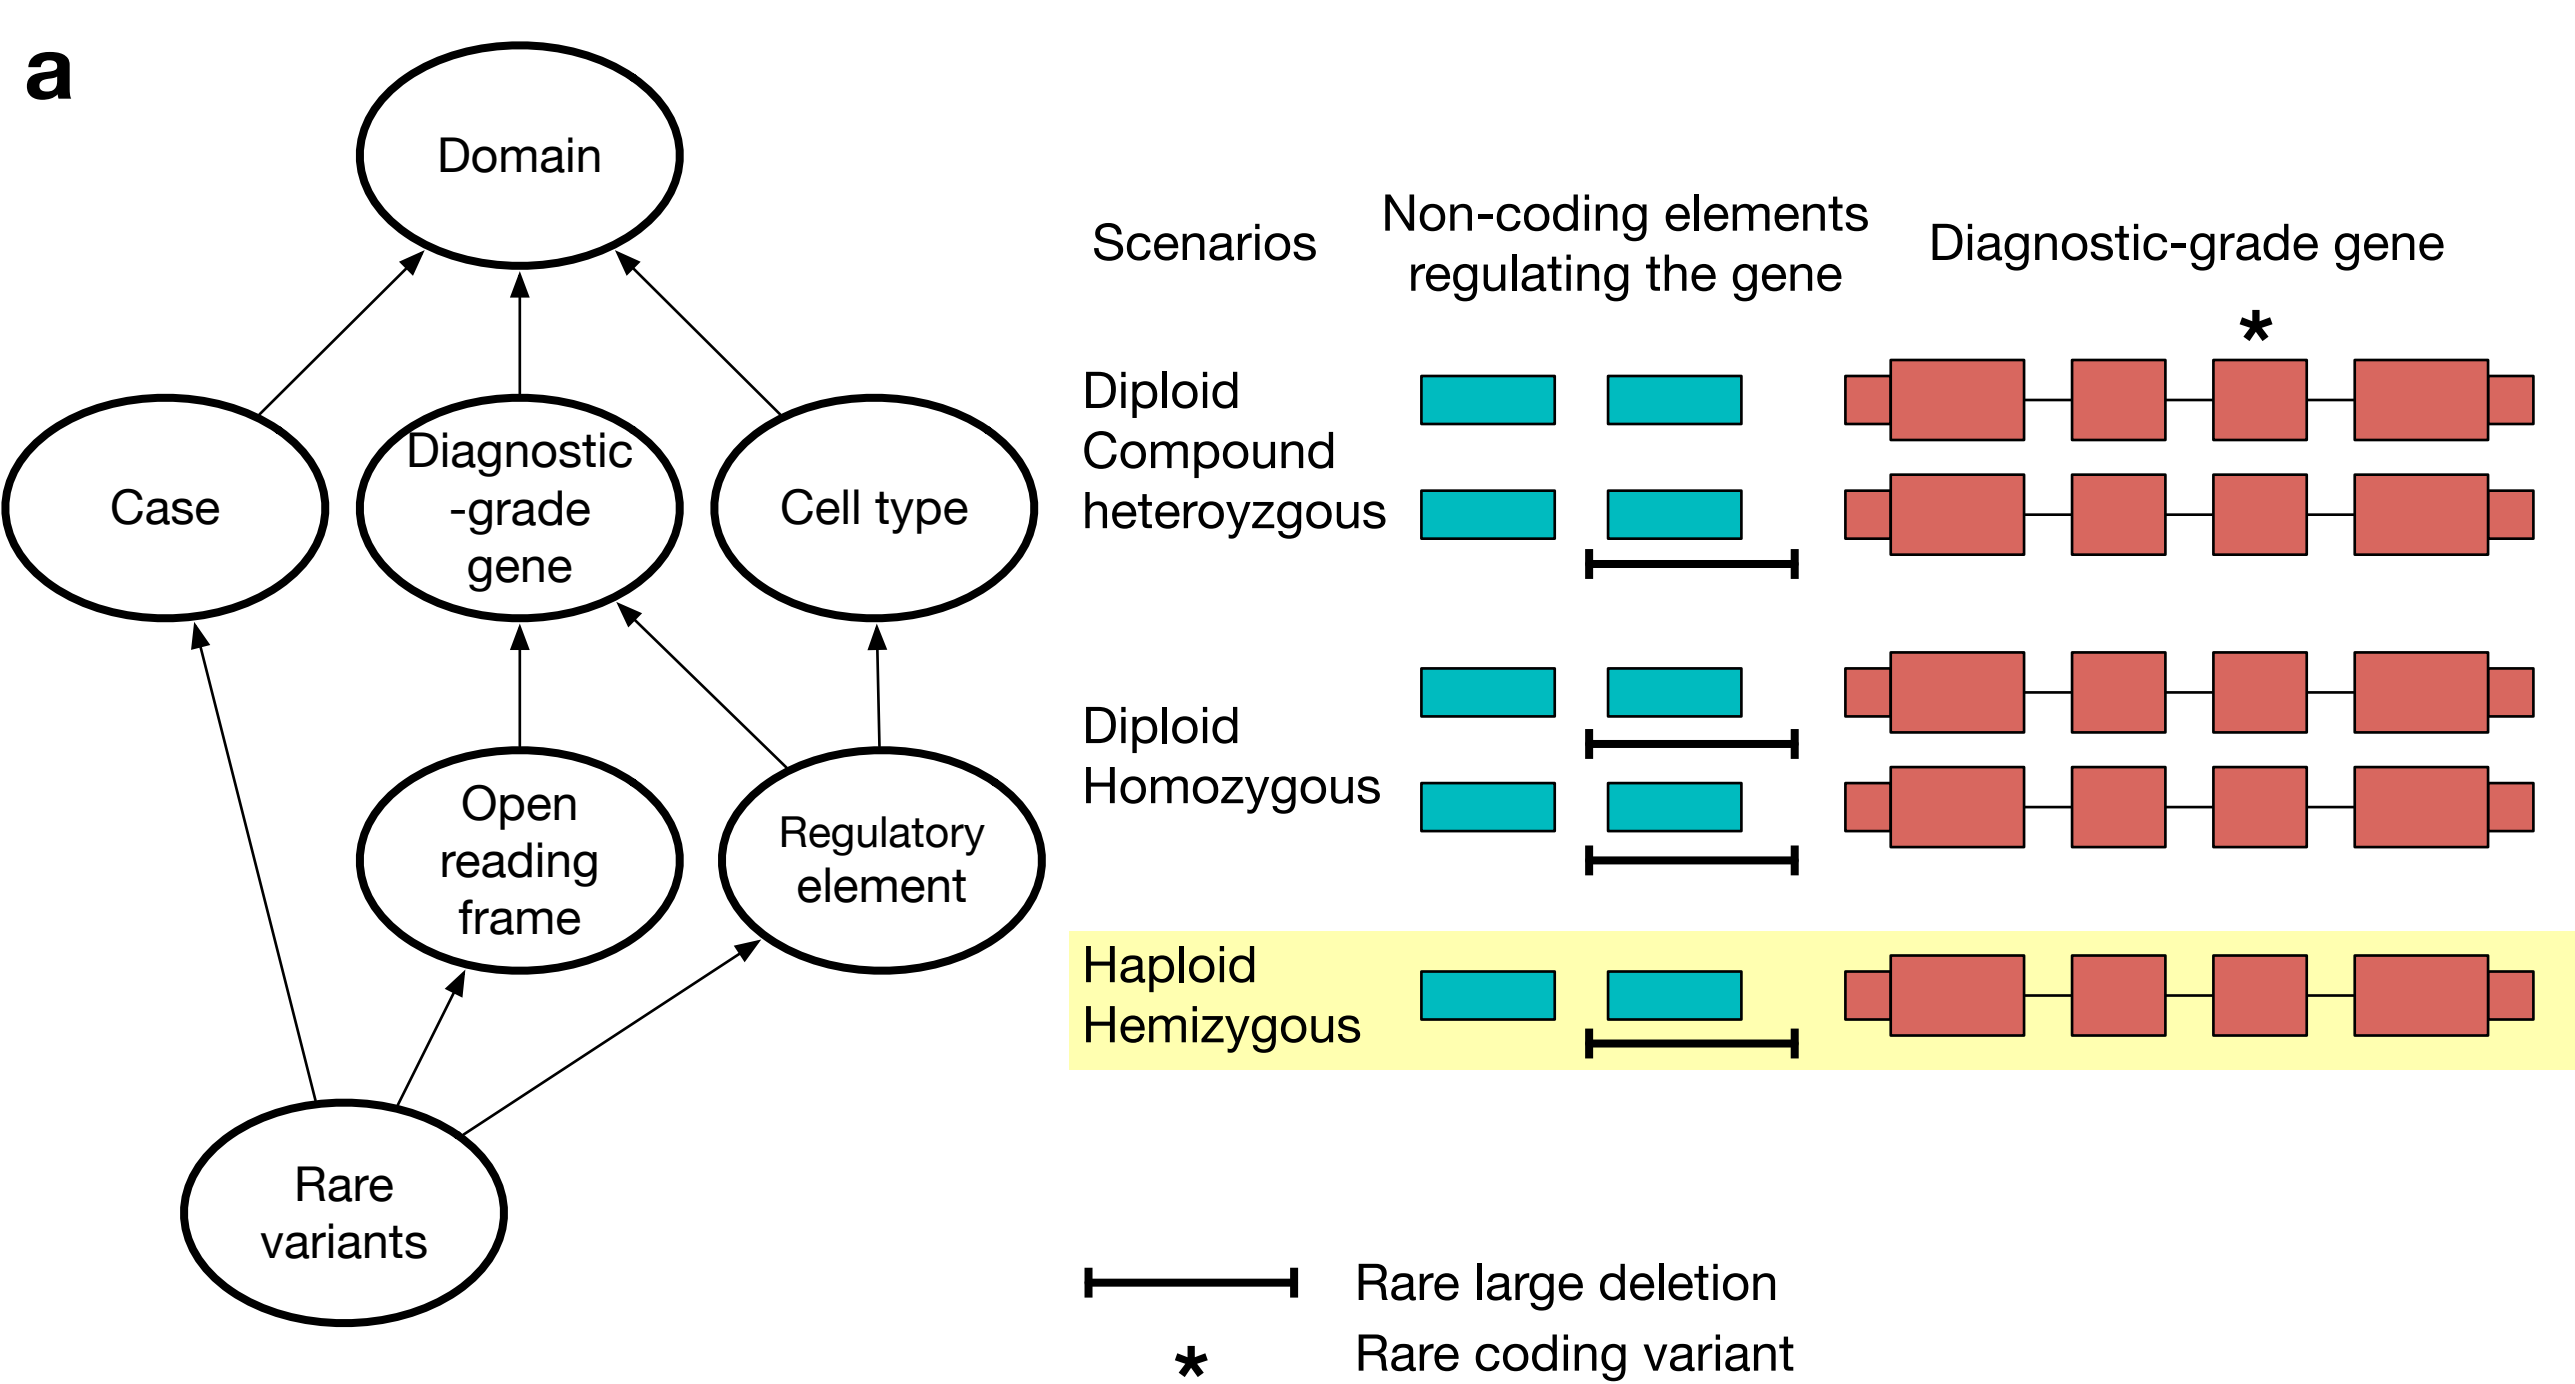 a
Domain
Case
Diagnostic
-grade
gene
Cell type
Open
reading
frame
Regulatory
element
Rare
variants
Scenarios
Non-coding elements
regulating the gene
Diagnostic-grade gene
*
Diploid
Compound
heteroyzgous
Diploid
Homozygous
Haploid
Hemizygous
Rare large deletion
* Rare coding variant